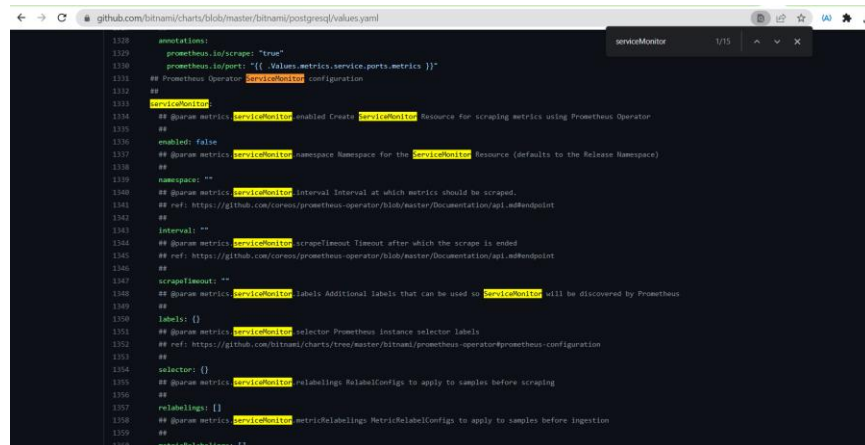 github.com/bitnami/charts/blob/master/bitnami/postgresql/values.yaml
serviceMonitor 1/15
1328 annotations:
1329 prometheus.io/scrape: "true"
1330 prometheus.io/port: "{{ .Values.metrics.service.ports.metrics }}"
1331 ## Prometheus Operator ServiceMonitor configuration
1332 ##
1333 serviceMonitor:
1334 ## @param metrics.serviceMonitor.enabled Create ServiceMonitor Resource for scraping metrics using Prometheus Operator
1335 ##
1336 enabled: false
1337 ## @param metrics.serviceMonitor.namespace Namespace for the ServiceMonitor Resource (defaults to the Release Namespace)
1338 ##
1339 namespace: ""
1340 ## @param metrics.serviceMonitor.interval Interval at which metrics should be scraped.
1341 ## ref: https://github.com/coreos/prometheus-operator/blob/master/Documentation/api.md#endpoint
1342 ##
1343 interval: ""
1344 ## @param metrics.serviceMonitor.scrapeTimeout Timeout after which the scrape is ended
1345 ## ref: https://github.com/coreos/prometheus-operator/blob/master/Documentation/api.md#endpoint
1346 ##
1347 scrapeTimeout: ""
1348 ## @param metrics.serviceMonitor.labels Additional labels that can be used so ServiceMonitor will be discovered by Prometheus
1349 ##
1350 labels: {}
1351 ## @param metrics.serviceMonitor.selector Prometheus instance selector labels
1352 ## ref: https://github.com/bitnami/charts/tree/master/bitnami/prometheus-operator#prometheus-configuration
1353 ##
1354 selector: {}
1355 ## @param metrics.serviceMonitor.relabelings RelabelConfigs to apply to samples before scraping
1356 ##
1357 relabelings: []
1358 ## @param metrics.serviceMonitor.metricRelabelings MetricRelabelConfigs to apply to samples before ingestion
1359 ##